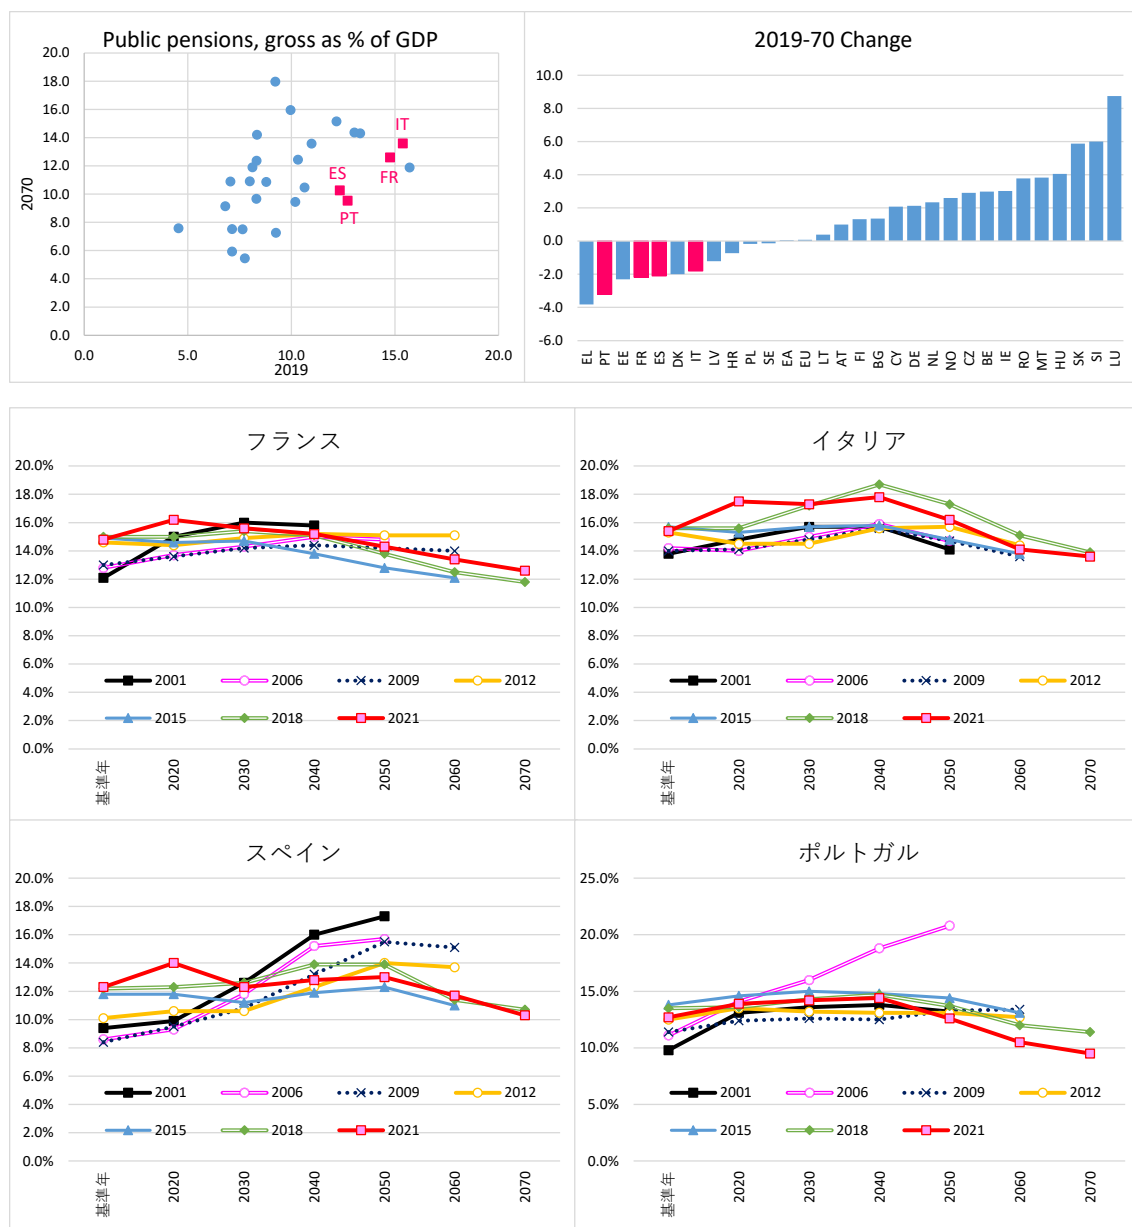 Public pensions, gross as % of GDP
20.0
18.0
16.0
14.0
12.0
10.0
8.0
6.0
4.0
2.0
0.0
2070
IT
FR
ES
PT
0.0 5.0 10.0 15.0 20.0
2019
2019-70 Change
10.0
8.0
6.0
4.0
2.0
0.0
-2.0
-4.0
-6.0
EL PT EE FR ES DK IT LV HR PL SE EA EU LT AT FI BG CY DE NL NO CZ BE IE RO MT HU SK SI LU
フランス
20.0%
18.0%
16.0%
14.0%
12.0%
10.0%
8.0%
6.0%
4.0%
2.0%
0.0%
2001 2006 2009 2012
2015 2018 2021
基準年 2020 2030 2040 2050 2060 2070
イタリア
20.0%
18.0%
16.0%
14.0%
12.0%
10.0%
8.0%
6.0%
4.0%
2.0%
0.0%
2001 2006 2009 2012
2015 2018 2021
基準年 2020 2030 2040 2050 2060 2070
スペイン
20.0%
18.0%
16.0%
14.0%
12.0%
10.0%
8.0%
6.0%
4.0%
2.0%
0.0%
2001 2006 2009 2012
2015 2018 2021
基準年 2020 2030 2040 2050 2060 2070
ポルトガル
25.0%
20.0%
15.0%
10.0%
5.0%
0.0%
2001 2006 2009 2012
2015 2018 2021
基準年 2020 2030 2040 2050 2060 2070